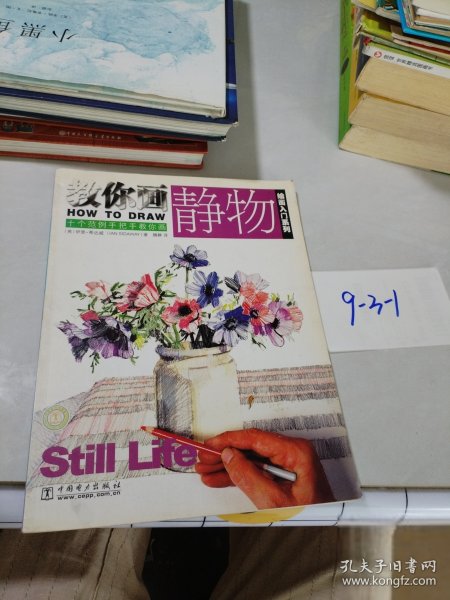 小黑鱼
教你画
HOW TO DRAW
静物
绘画入门系列
十个范例手把手教你画
(英)伊恩·希达威 (IAN SIDAWAY) 著
9-3-1
Still Life
中国电力出版社
www.cepp.com.cn
孔夫子旧书网
www.kongfz.com